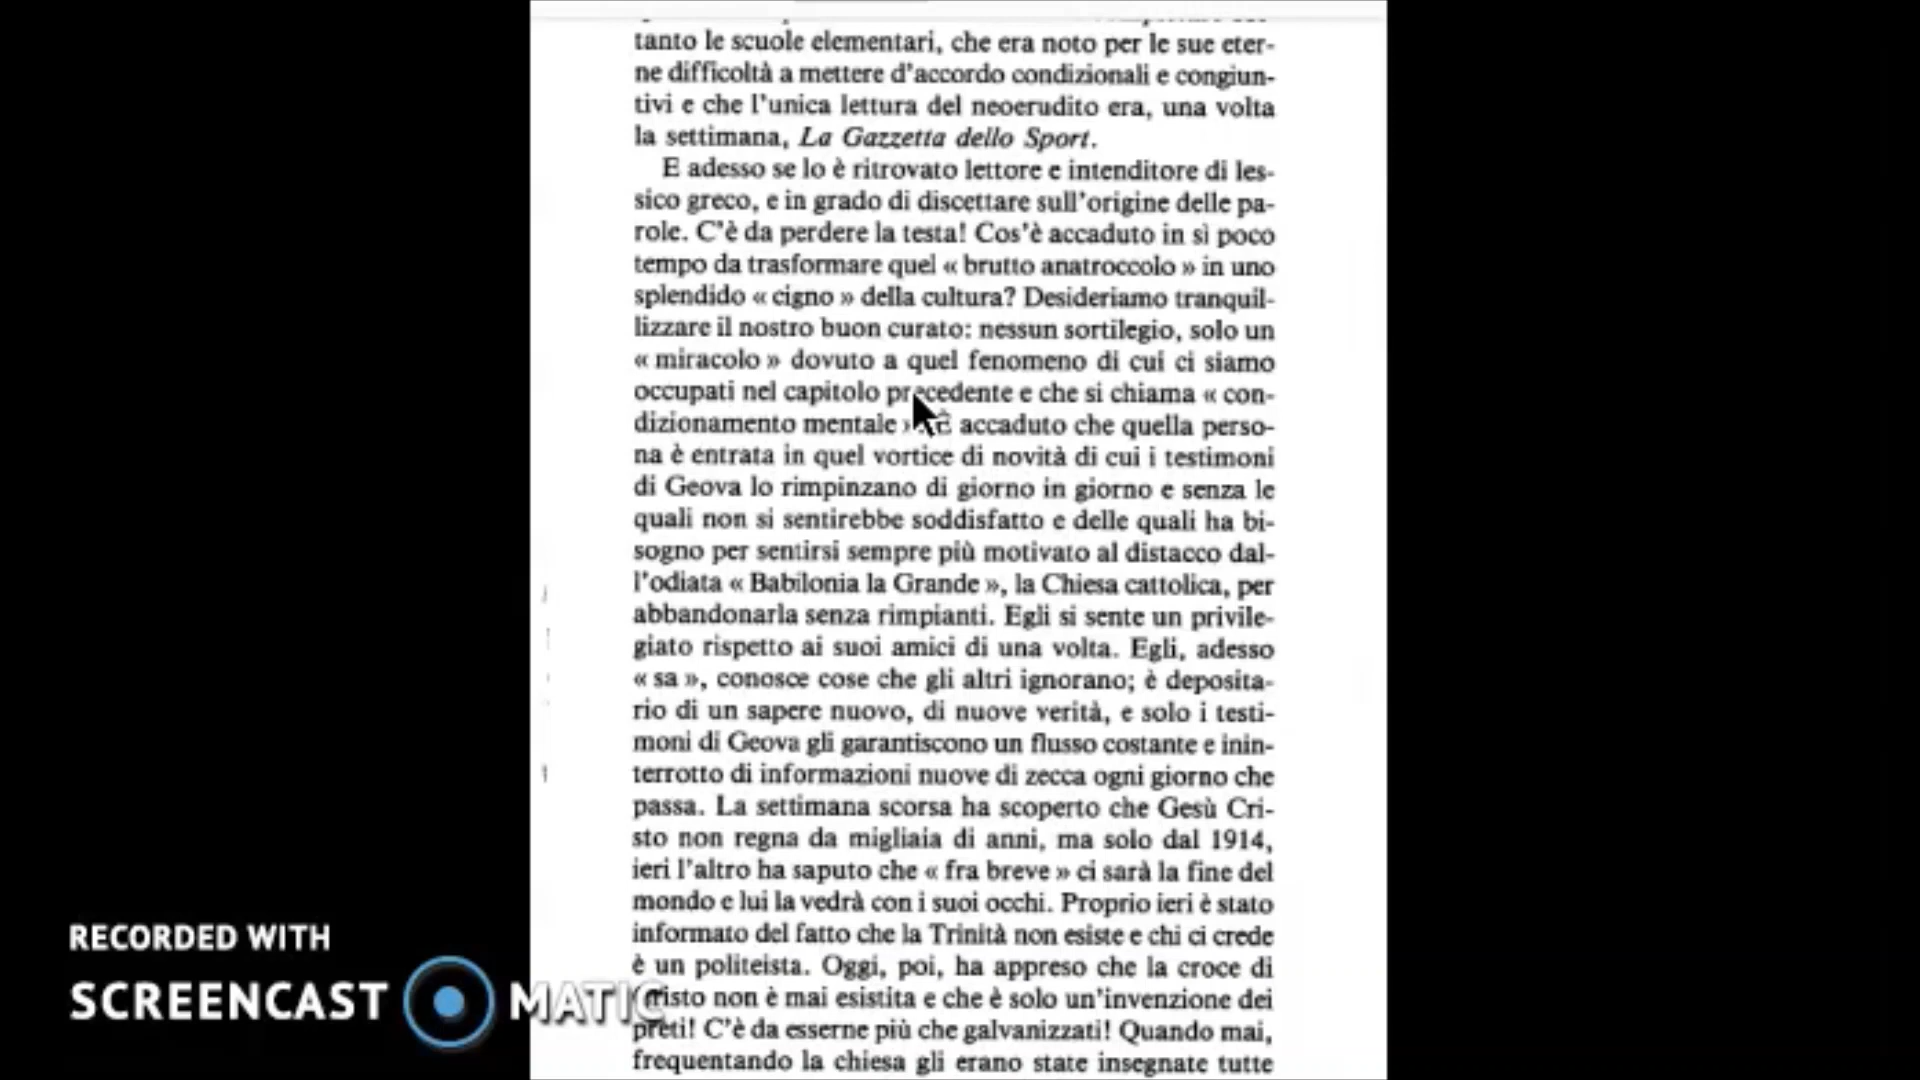 tanto le scuole elementari, che era noto per le sue eter-
ne difficoltà a mettere d'accordo condizionali e congiun-
tivi e che l'unica lettura del neoerudito era, una volta
la settimana, La Gazzetta dello Sport.
E adesso se lo è ritrovato lettore e intenditore di les-
sico greco, e in grado di discettare sull'origine delle pa-
role. C'è da perdere la testa! Cos'è accaduto in sì poco
tempo da trasformare quel « brutto anatroccolo » in uno
splendido « cigno » della cultura? Desideriamo tranquil-
lizzare il nostro buon curato: nessun sortilegio, solo un
« miracolo » dovuto a quel fenomeno di cui ci siamo
occupati nel capitolo precedente e che si chiama « con-
dizionamento mentale » È accaduto che quella perso-
na è entrata in quel vortice di novità di cui i testimoni
di Geova lo rimpinzano di giorno in giorno e senza le
quali non si sentirebbe soddisfatto e delle quali ha bi-
sogno per sentirsi sempre più motivato al distacco dal-
l'odiata « Babilonia la Grande », la Chiesa cattolica, per
abbandonarla senza rimpianti. Egli si sente un privile-
giato rispetto ai suoi amici di una volta. Egli, adesso
« sa », conosce cose che gli altri ignorano; è deposita-
rio di un sapere nuovo, di nuove verità, e solo i testi-
moni di Geova gli garantiscono un flusso costante e inin-
terrotto di informazioni nuove di zecca ogni giorno che
passa. La settimana scorsa ha scoperto che Gesù Cri-
sto non regna da migliaia di anni, ma solo dal 1914,
ieri l'altro ha saputo che « fra breve » ci sarà la fine del
mondo e lui la vedrà con i suoi occhi. Proprio ieri è stato
informato del fatto che la Trinità non esiste e chi ci crede
è un politeista. Oggi, poi, ha appreso che la croce di
Cristo non è mai esistita e che è solo un'invenzione dei
preti! C'è da esserne più che galvanizzati! Quando mai,
frequentando la chiesa gli erano state insegnate tutte
RECORDED WITH
SCREENCAST MATIC